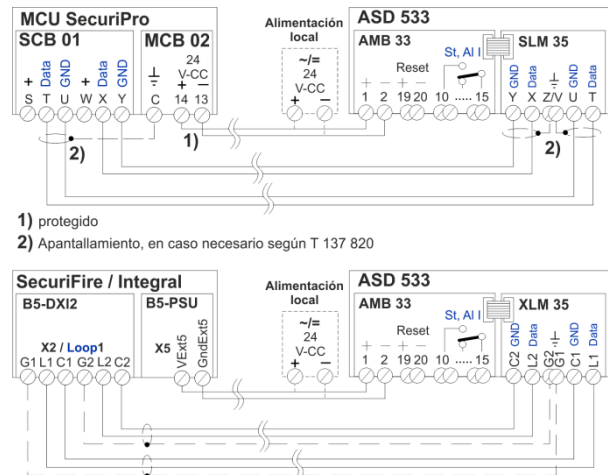 MCU SecuriPro
SCB 01
MCB 02
+ Data GND + Data GND
24
V-CC
+ −
S T U W X Y C 14 13
2)
1)
Alimentación
local
~/=
24
V-CC
+ −
ASD 533
AMB 33
St, Al I
Reset
+ − + −
1 2 19 20 10 ..... 15
SLM 35
GND Data GND Data
Y X Z/V U T
2)
1) protegido
2) Apantallamiento, en caso necesario según T 137 820
SecuriFire / Integral
B5-DXI2
B5-PSU
X2 / Loop1
X5
VExt5
GndExt5
G1 L1 C1 G2 L2 C2
Alimentación
local
~/=
24
V-CC
+ −
ASD 533
AMB 33
St, Al I
Reset
+ − + −
1 2 19 20 10 ..... 15
XLM 35
GND Data GND Data
C2 L2 G2 G1 C1 L1